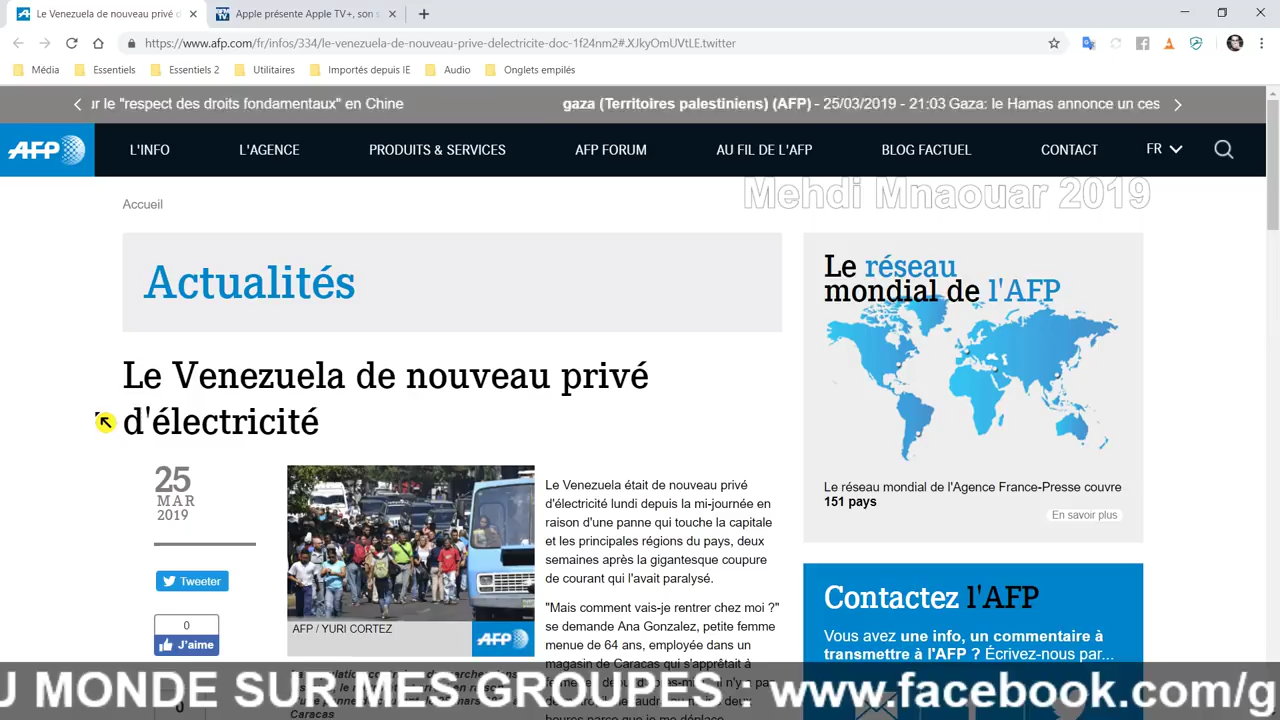 Le Venezuela de nouveau privé d
Apple présente Apple TV+, son s
https://www.afp.com/fr/infos/334/le-venezuela-de-nouveau-prive-delectricite-doc-1f24nm2#.XJkyOmUVtLE.twitter
Média
Essentiels
Essentiels 2
Utilitaires
Importés depuis IE
Audio
Onglets empilés
ur le "respect des droits fondamentaux" en Chine
gaza (Territoires palestiniens) (AFP) - 25/03/2019 - 21:03 Gaza: le Hamas annonce un ces
AFP
L'INFO
L'AGENCE
PRODUITS & SERVICES
AFP FORUM
AU FIL DE L'AFP
BLOG FACTUEL
CONTACT
FR
Mehdi Mnaouar 2019
Accueil
Actualités
Le Venezuela de nouveau privé
d'électricité
25
MAR
2019
Tweeter
0
J'aime
AFP / YURI CORTEZ
AFP
Le Venezuela était de nouveau privé
d'électricité lundi depuis la mi-journée en
raison d'une panne qui touche la capitale
et les principales régions du pays, deux
semaines après la gigantesque coupure
de courant qui l'avait paralysé.
"Mais comment vais-je rentrer chez moi ?"
se demande Ana Gonzalez, petite femme
menue de 64 ans, employée dans un
magasin de Caracas qui s'apprêtait à
Le réseau
mondial de l'AFP
Le réseau mondial de l'Agence France-Presse couvre
151 pays
En savoir plus
Contactez l'AFP
Vous avez une info, un commentaire à
transmettre à l'AFP ? Écrivez-nous par...
U MONDE SUR MES GROUPES : www.facebook.com/g